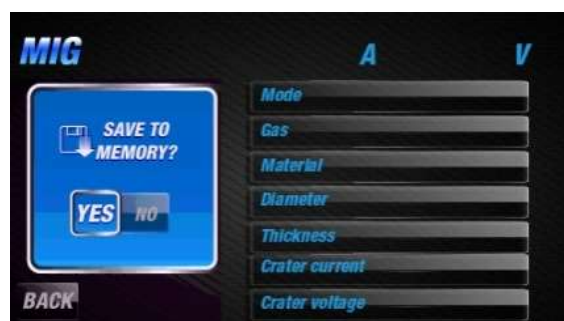 MIG
A V
SAVE TO
MEMORY?
YES NO
BACK
Mode
Gas
Material
Diameter
Thickness
Crater current
Crater voltage